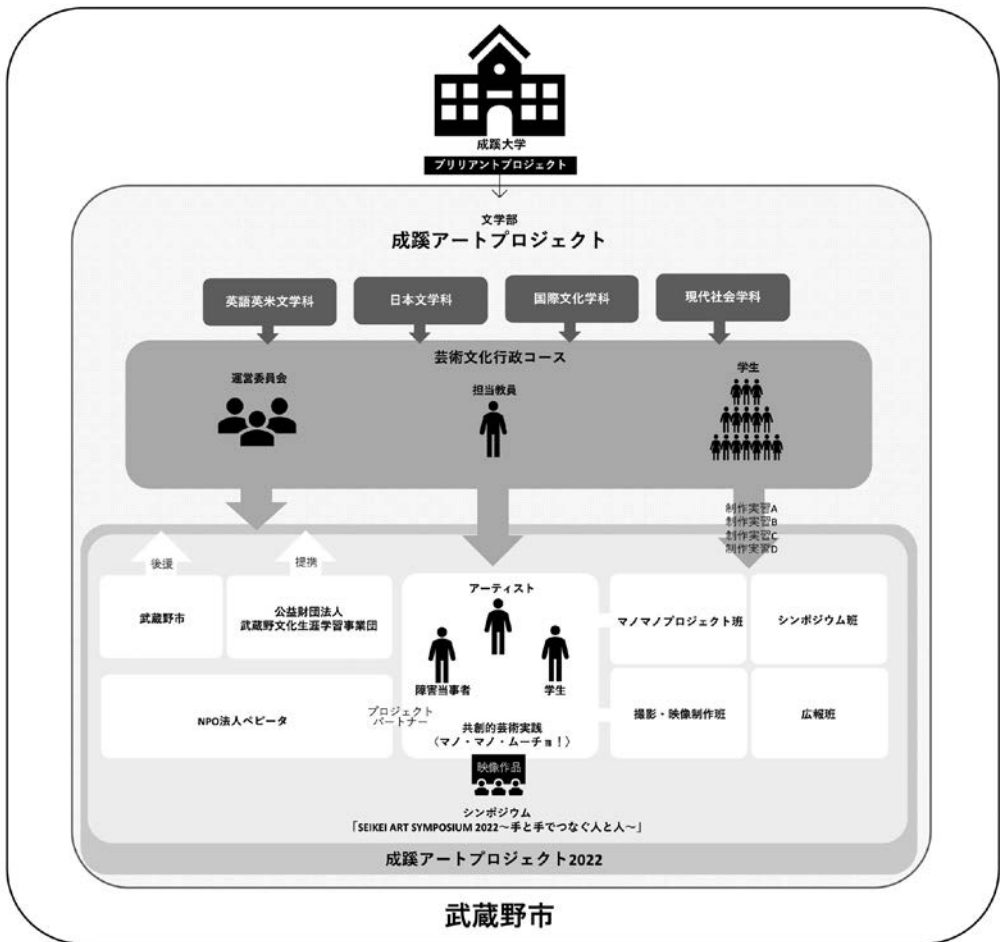 成蹊大学
ブリリアントプロジェクト
文学部
成蹊アートプロジェクト
英語英米文学科
日本文学科
国際文化学科
現代社会学科
芸術文化行政コース
運営委員会
担当教員
学生
制作実習A
制作実習B
制作実習C
制作実習D
後援
提携
武蔵野市
公益財団法人
武蔵野文化生涯学習事業団
NPO法人ペピータ
プロジェクト
パートナー
アーティスト
障害当事者
学生
共創的芸術実践
〈マノ・マノ・ムーチョ！〉
映像作品
マノマノプロジェクト班
シンポジウム班
撮影・映像制作班
広報班
シンポジウム
「SEIKEI ART SYMPOSIUM 2022〜手と手でつなぐ人と人〜」
成蹊アートプロジェクト2022
武蔵野市